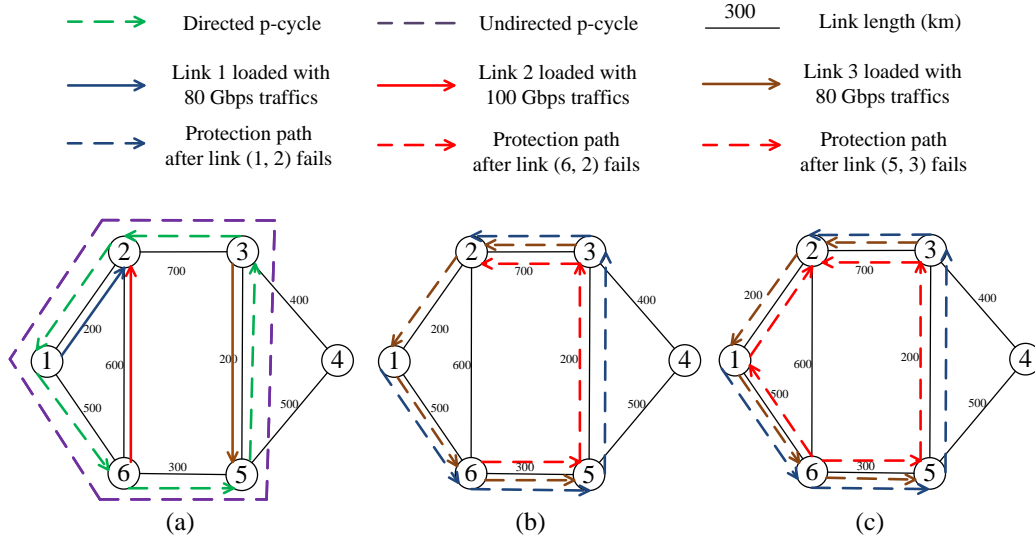 Directed p-cycle
Undirected p-cycle
300
Link length (km)
Link 1 loaded with
80 Gbps traffics
Link 2 loaded with
100 Gbps traffics
Link 3 loaded with
80 Gbps traffics
Protection path
after link (1, 2) fails
Protection path
after link (6, 2) fails
Protection path
after link (5, 3) fails
2
3
700
400
200
1
600
200
4
500
500
300
6
5
(a)
2
3
700
400
200
1
600
200
4
500
500
300
6
5
(b)
2
3
700
400
200
1
600
200
4
500
500
300
6
5
(c)